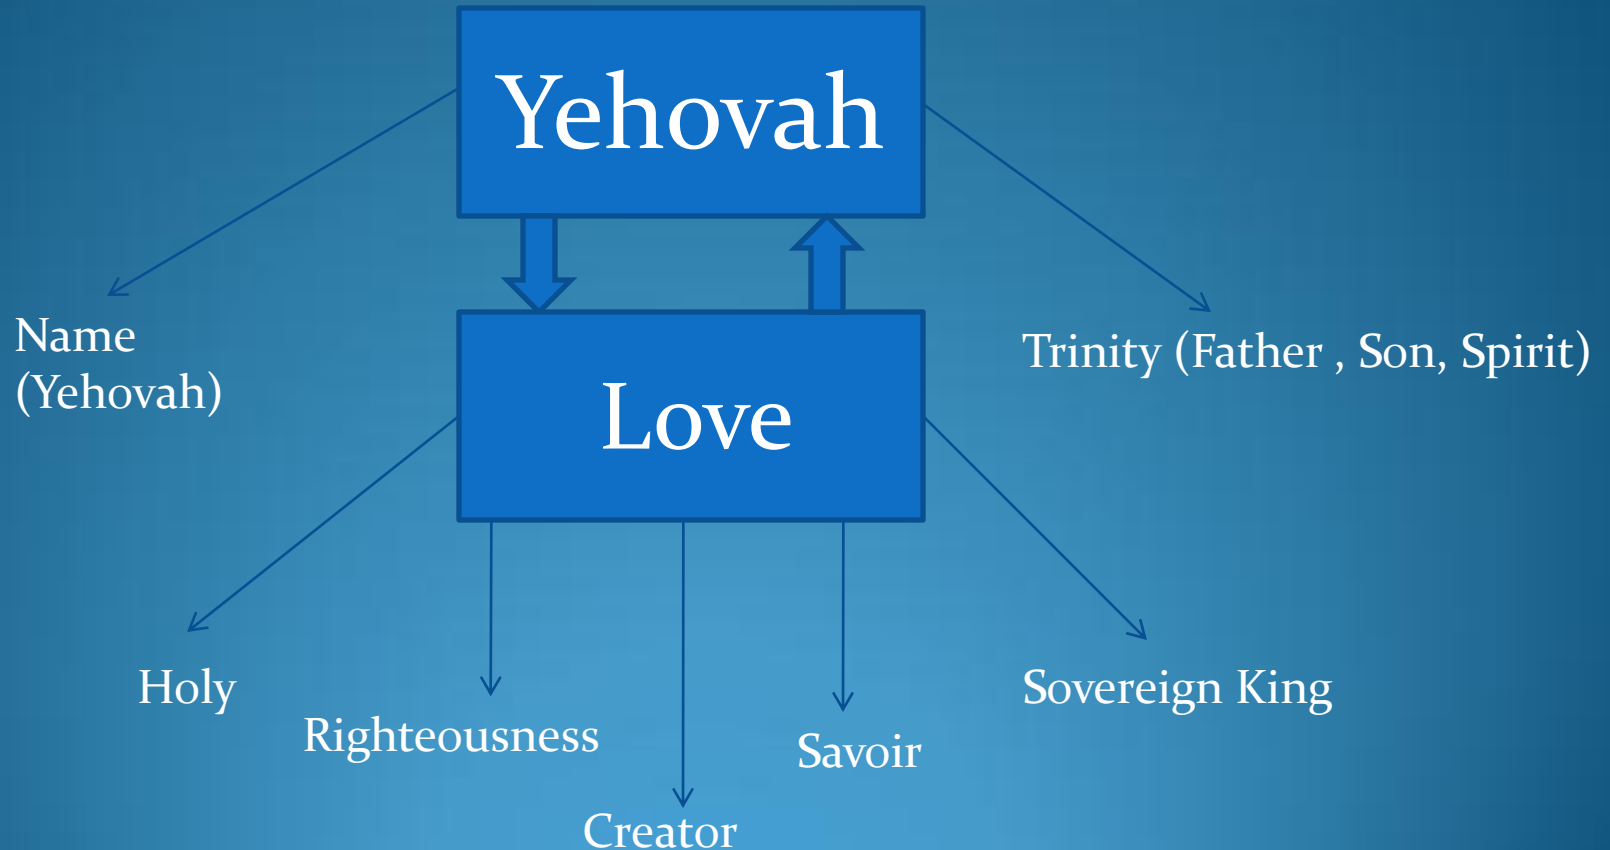 Yehovah
Name
(Yehovah)
Trinity (Father , Son, Spirit)
Love
Holy
Righteousness
Creator
Savoir
Sovereign King